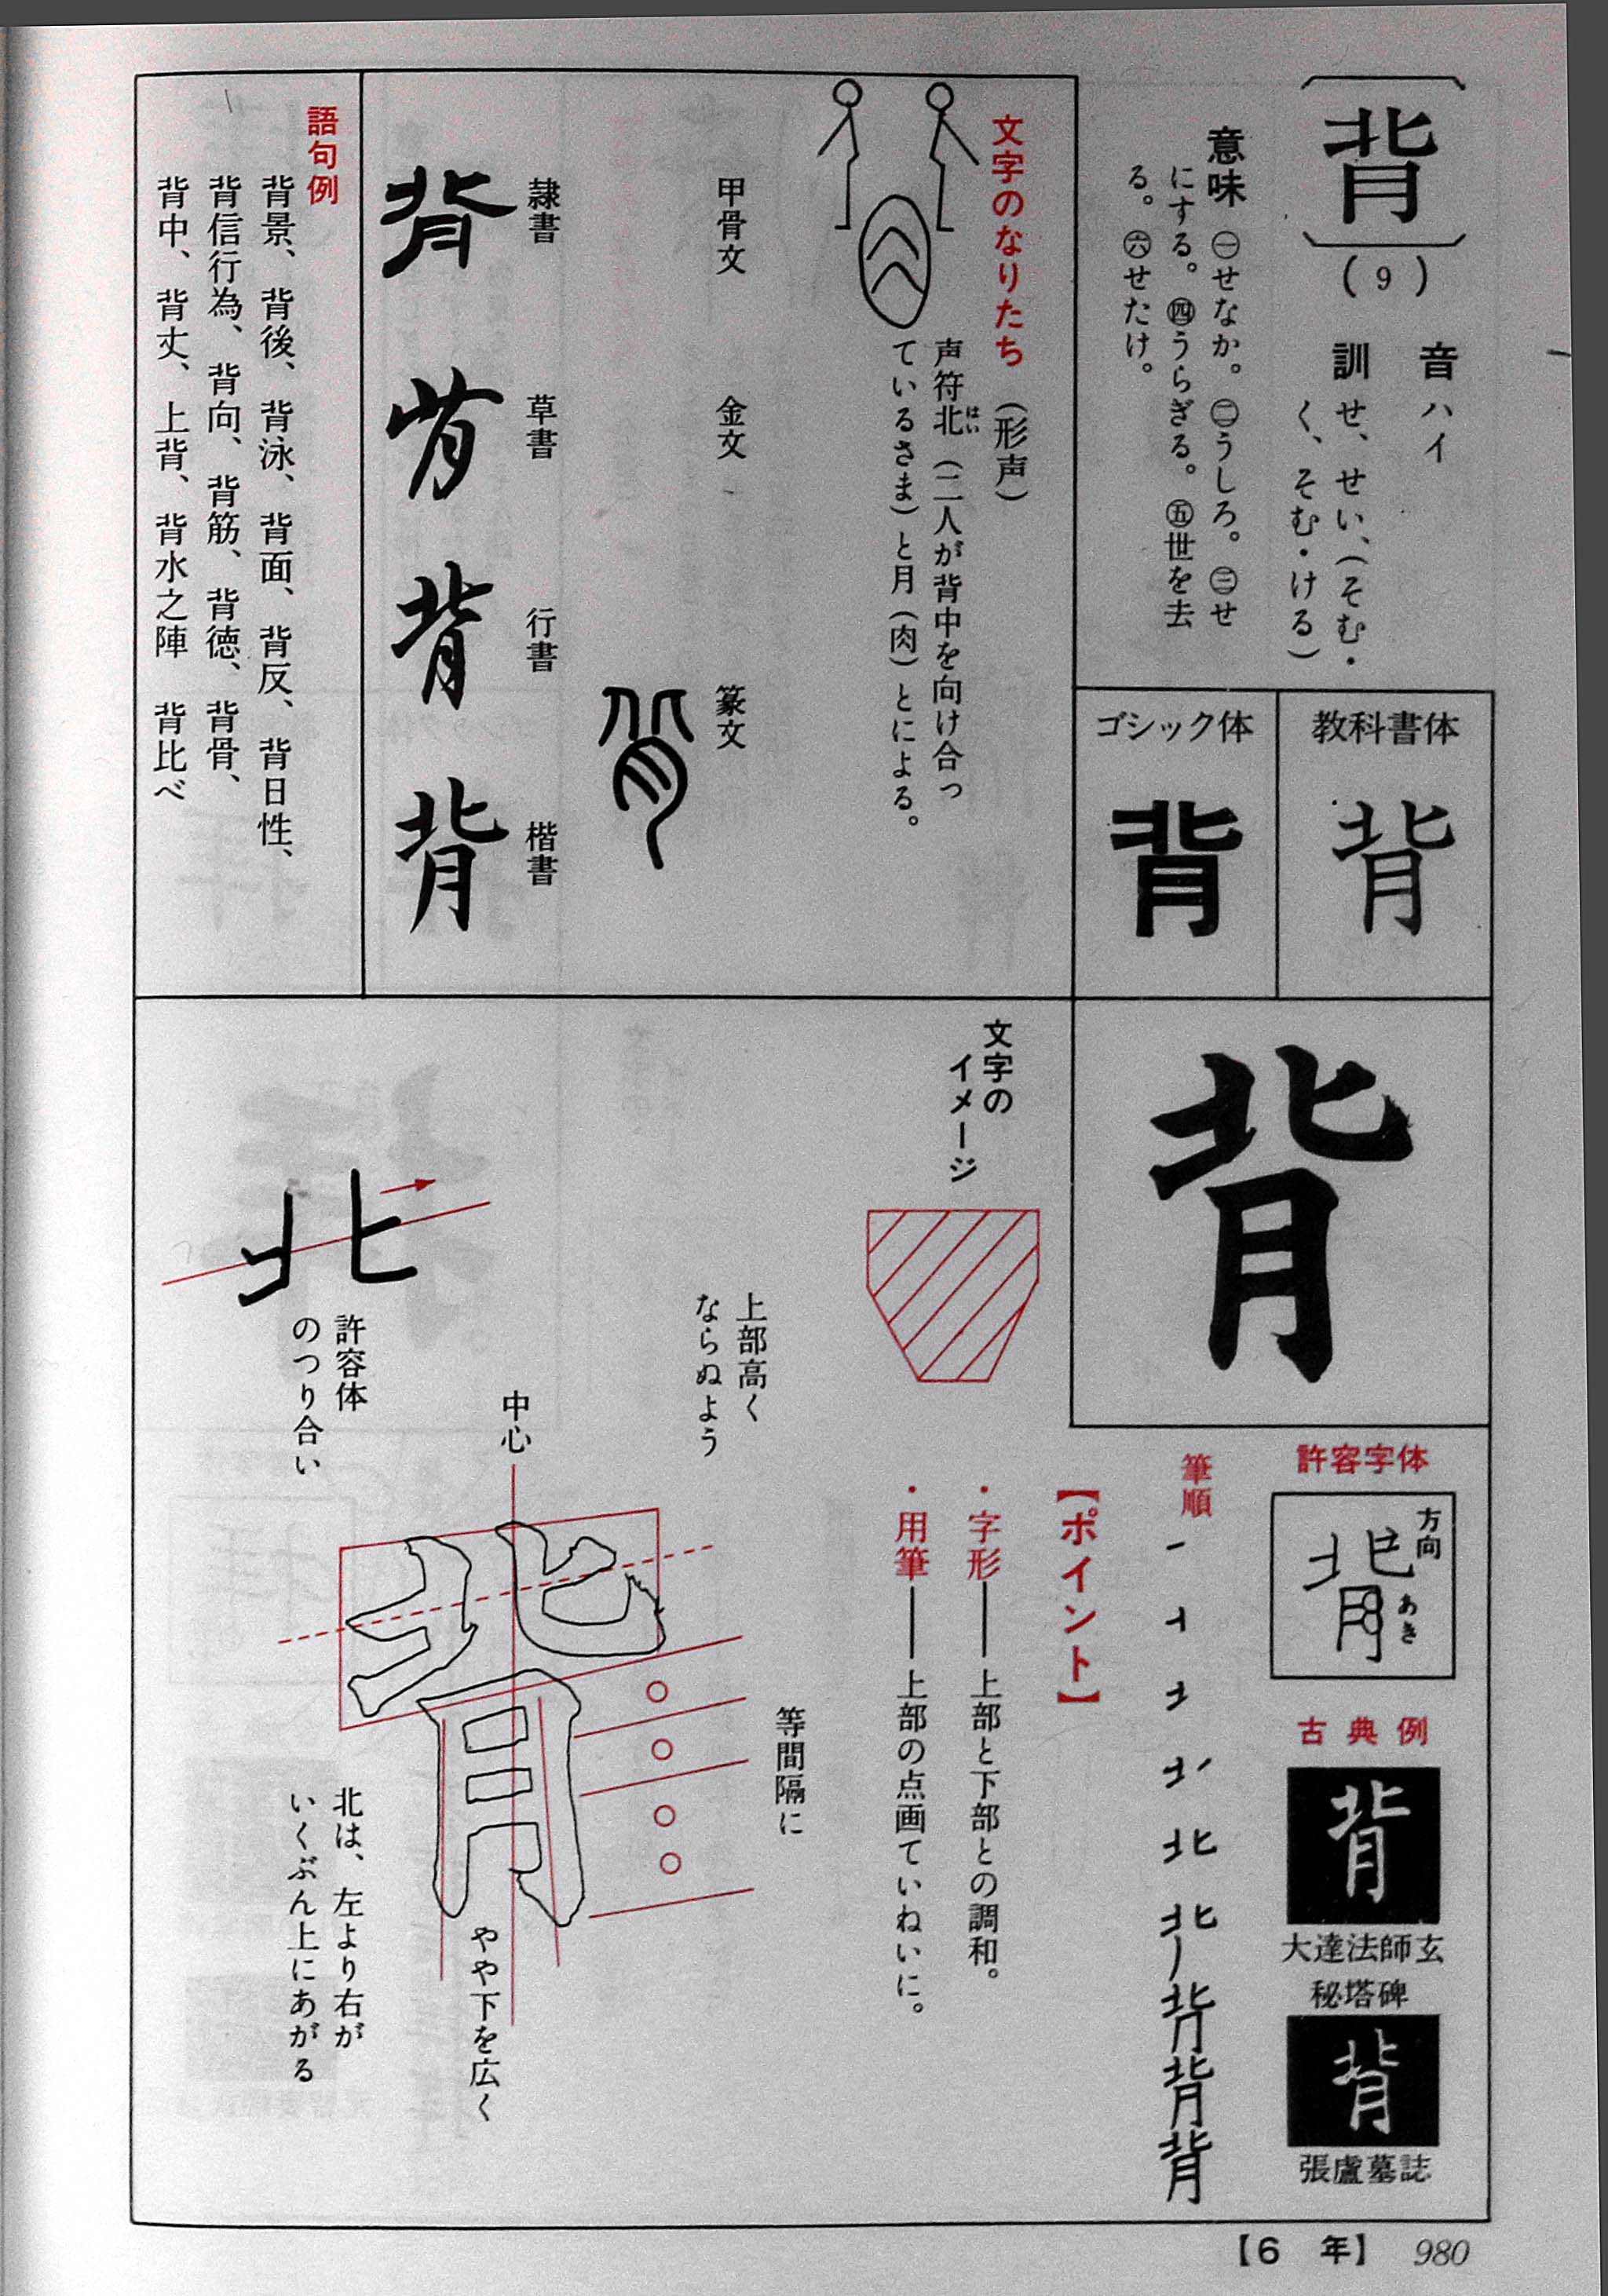 背
(9)
音 ハイ
訓 せ、せい、(そむ・
く、そむ・ける)
意味 ㊀せなか。㊁うしろ。㊂せ
にする。㊃うらぎる。㊄世を去
る。㊅せたけ。
教科書体
背
ゴシック体
背
文字のなりたち(形声)
声符北(二人が背中を向け合っ
はい
ているさま)と月(肉)とによる。
甲骨文
金文
篆文
隷書
背
草書
背
行書
背
楷書
背
語句例
背景、背後、背泳、背面、背反、背日性、
背信行為、背向、背筋、背徳、背骨、
背中、背丈、上背、背水之陣 背比べ
背
許容字体
方向
背
あき
古典例
背
大達法師玄
秘塔碑
背
張盧墓誌
筆順
北
背
背
【ポイント】
・字形──上部と下部との調和。
・用筆──上部の点画ていねいに。
文字の
イメージ
上部高く
ならぬよう
等間隔に
中心
背
やや下を広く
北
許容体
のつり合い
北は、左より右が
いくぶん上にあがる
【6 年】 980